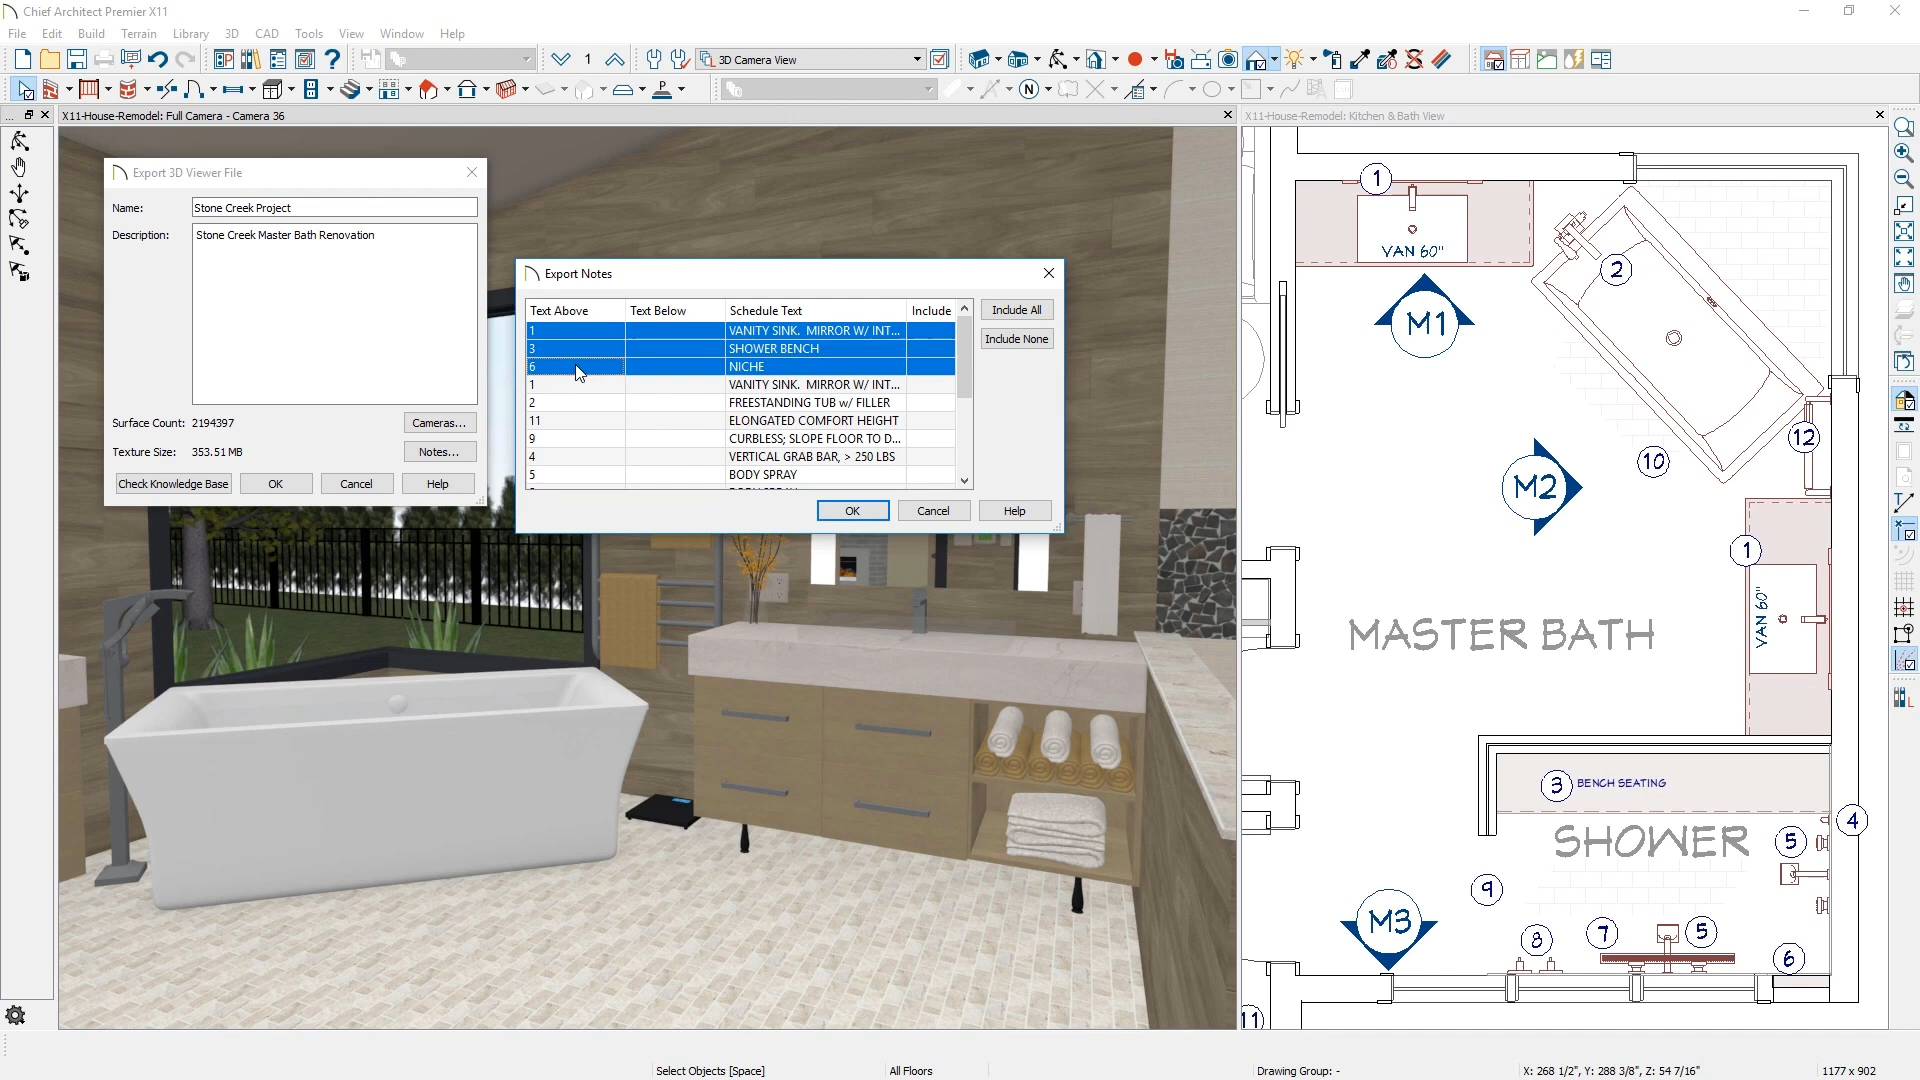 Chief Architect Premier X11
File Edit Build Terrain Library 3D CAD Tools View Window Help
1
3D Camera View
N
P
...
X11-House-Remodel: Full Camera - Camera 36
X11-House-Remodel: Kitchen & Bath View
Export 3D Viewer File
Name: Stone Creek Project
Description: Stone Creek Master Bath Renovation
Surface Count: 2194397
Cameras...
Texture Size: 353.51 MB
Notes...
Check Knowledge Base
OK
Cancel
Help
Export Notes
Text Above Text Below Schedule Text Include
1 VANITY SINK. MIRROR W/ INT...
3 SHOWER BENCH
6 NICHE
1 VANITY SINK. MIRROR W/ INT...
2 FREESTANDING TUB w/ FILLER
11 ELONGATED COMFORT HEIGHT
9 CURBLESS; SLOPE FLOOR TO D...
4 VERTICAL GRAB BAR, > 250 LBS
5 BODY SPRAY
Include All
Include None
OK
Cancel
Help
1
VAN 60"
2
M1
12
10
M2
1
VAN 60"
MASTER BATH
3 BENCH SEATING
4
SHOWER
5
9
M3
8
7
5
6
11
Select Objects [Space]
All Floors
Drawing Group: -
X: 268 1/2", Y: 288 3/8", Z: 54 7/16"
1177 x 902